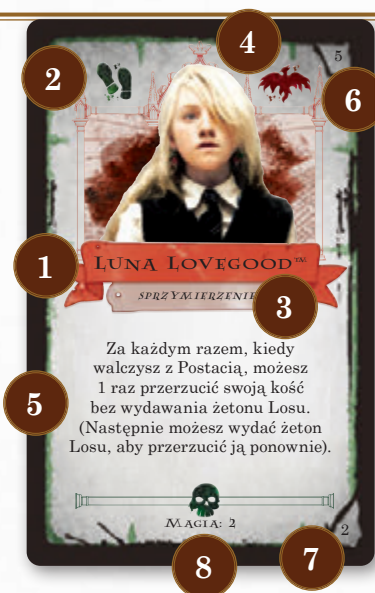 4
5
2
6
LUNA LOVEGOOD™
1
SPRZYMIERZENIE
3
Za każdym razem, kiedy
walczysz z Postacią, możesz
1 raz przerzucić swoją kość
bez wydawania żetonu Losu.
(Następnie możesz wydać żeton
Losu, aby przerzucić ją ponownie).
5
MAGIA: 2
2
8
7